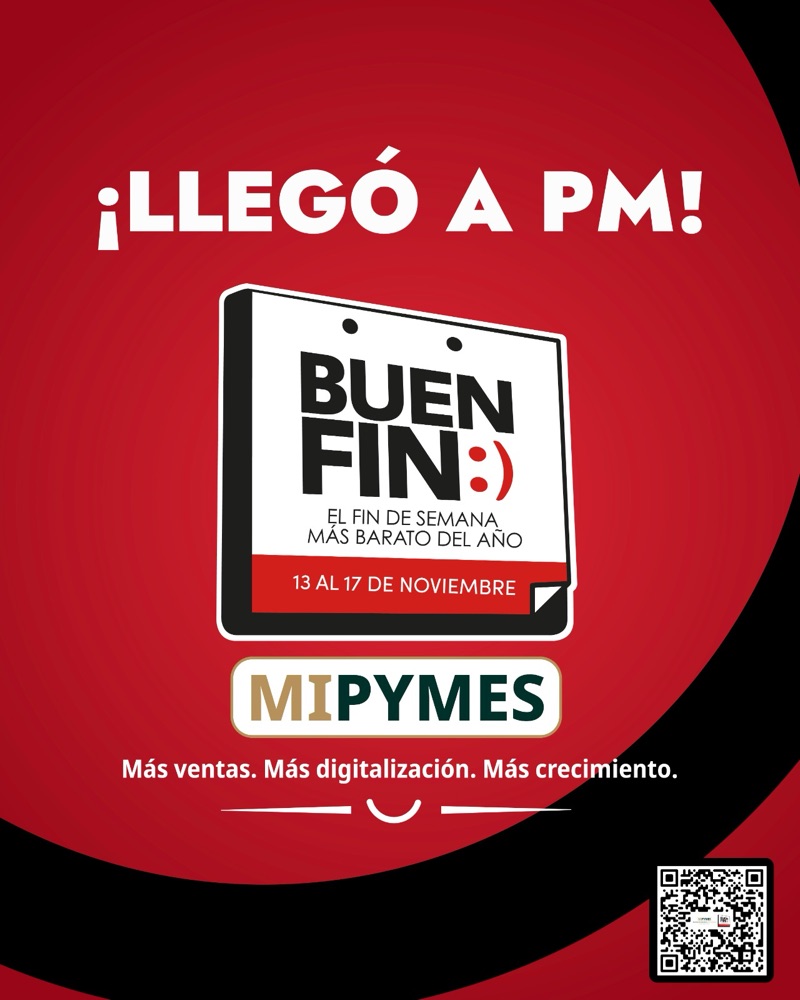 ¡LLEGÓ A PM!
BUEN
FIN:)
EL FIN DE SEMANA
MÁS BARATO DEL AÑO
13 AL 17 DE NOVIEMBRE
MIPYMES
Más ventas. Más digitalización. Más crecimiento.